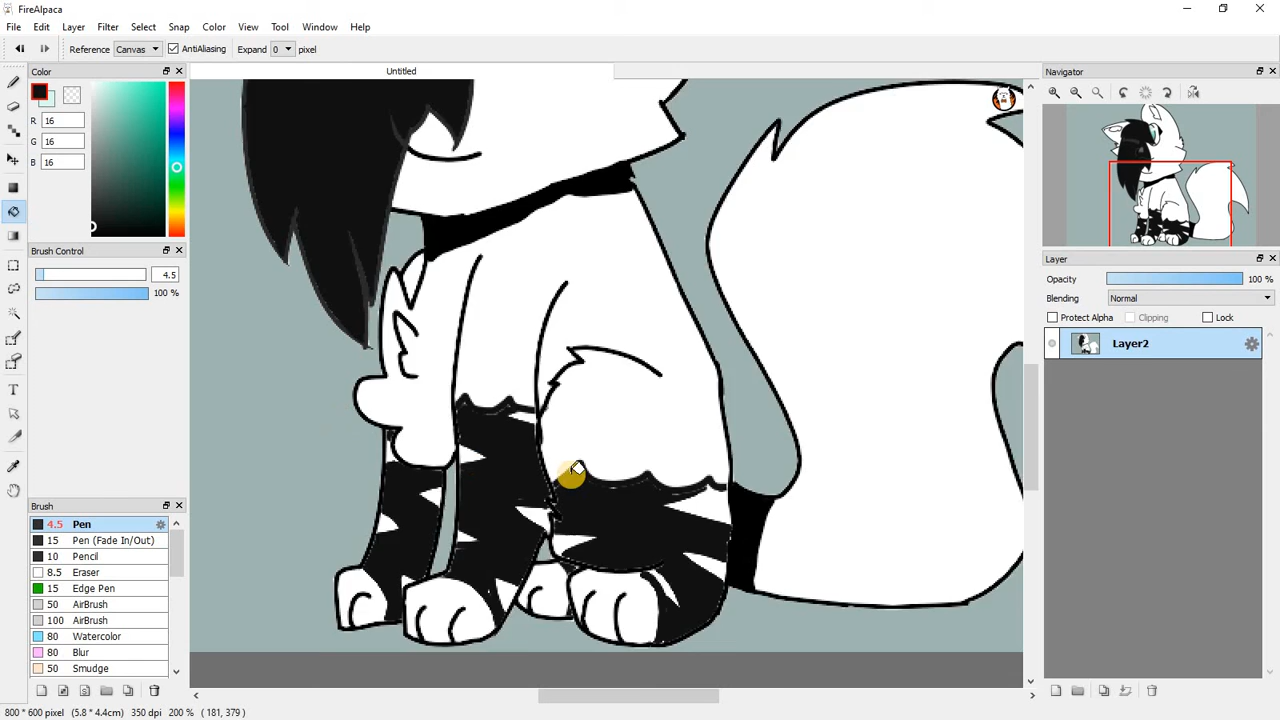 FireAlpaca
File Edit Layer Filter Select Snap Color View Tool Window Help
Reference Canvas AntiAliasing Expand 0 pixel
Color
Untitled
Navigator
R 16
G 16
B 16
Brush Control
4.5
100 %
Layer
Opacity 100 %
Blending Normal
Protect Alpha Clipping Lock
Layer2
Brush
4.5 Pen
15 Pen (Fade In/Out)
10 Pencil
8.5 Eraser
15 Edge Pen
50 AirBrush
100 AirBrush
80 Watercolor
80 Blur
50 Smudge
800 * 600 pixel (5.8 * 4.4cm) 350 dpi 200 % ( 181, 379 )